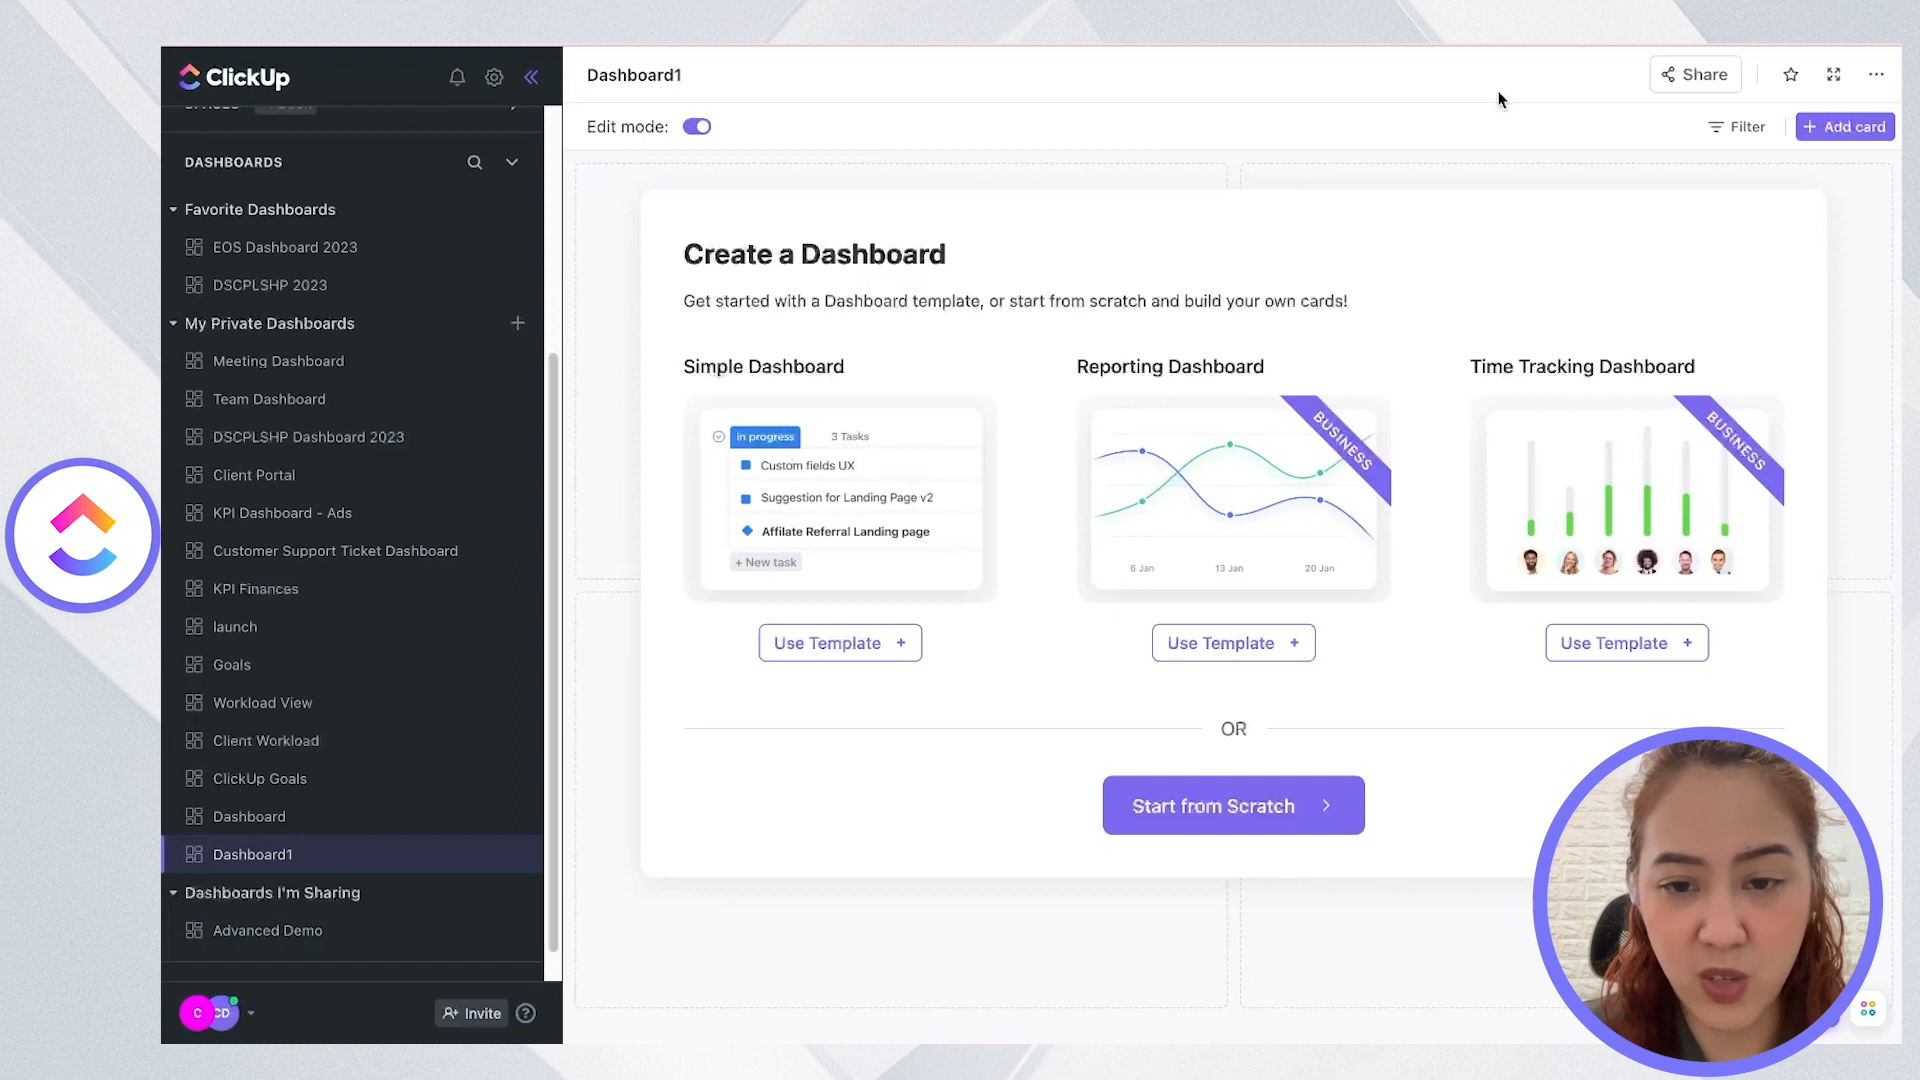 ClickUp
DASHBOARDS
Favorite Dashboards
EOS Dashboard 2023
DSCPLSHP 2023
My Private Dashboards
Meeting Dashboard
Team Dashboard
DSCPLSHP Dashboard 2023
Client Portal
KPI Dashboard - Ads
Customer Support Ticket Dashboard
KPI Finances
launch
Goals
Workload View
Client Workload
ClickUp Goals
Dashboard
Dashboard1
Dashboards I'm Sharing
Advanced Demo
C CD
Invite
?
Dashboard1
Share
Edit mode:
Filter
+ Add card
Create a Dashboard
Get started with a Dashboard template, or start from scratch and build your own cards!
Simple Dashboard
in progress 3 Tasks
Custom fields UX
Suggestion for Landing Page v2
Affilate Referral Landing page
+ New task
Use Template +
Reporting Dashboard
BUSINESS
6 Jan 13 Jan 20 Jan
Use Template +
Time Tracking Dashboard
BUSINESS
Use Template +
OR
Start from Scratch